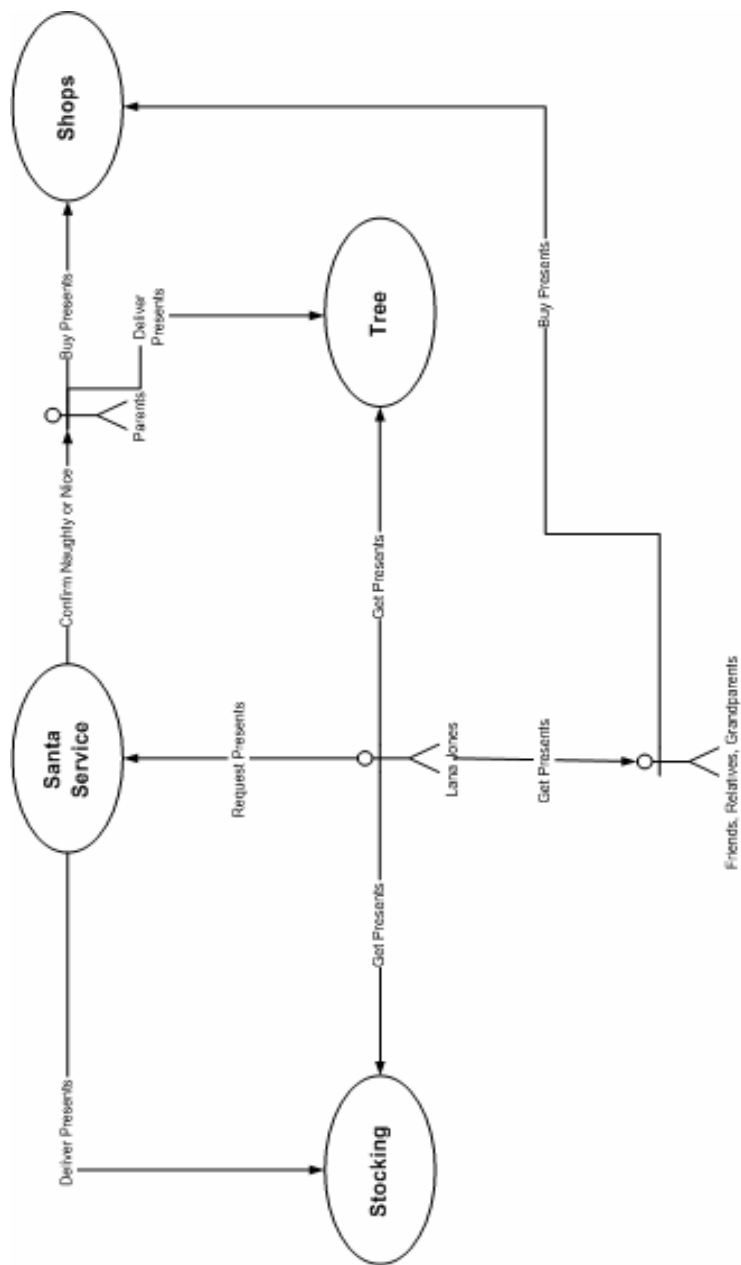 Shops
Buy Presents
Deliver
Presents
Parents
Tree
Buy Presents
Confirm Naughty or Nice
Get Presents
Santa
Service
Request Presents
Lana Jones
Get Presents
Friends, Relatives, Grandparents
Get Presents
Deliver Presents
Stocking